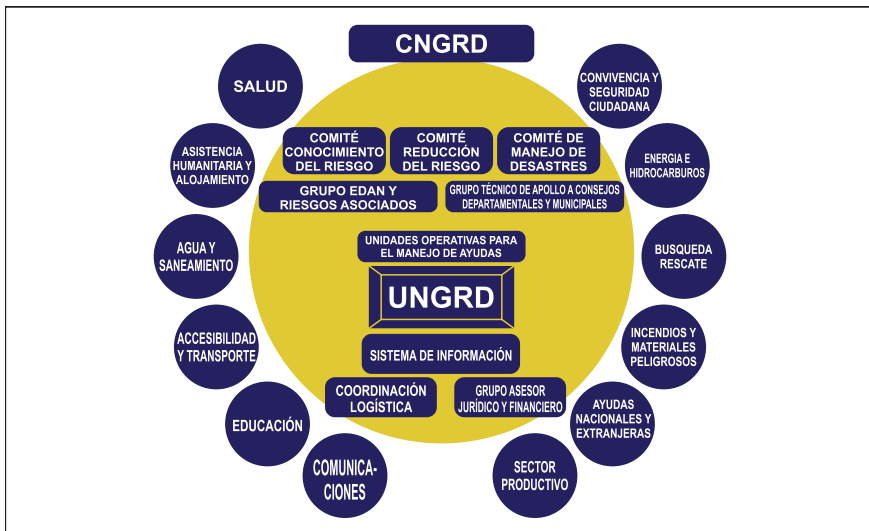 CNGRD
SALUD
CONVIVENCIA Y
SEGURIDAD
CIUDADANA
COMITÉ
CONOCIMIENTO
DEL RIESGO
COMITÉ
REDUCCIÓN
DEL RIESGO
COMITÉ DE
MANEJO DE
DESASTRES
ASISTENCIA
HUMANITARIA Y
ALOJAMIENTO
ENERGIA E
HIDROCARBUROS
GRUPO EDAN Y
RIESGOS ASOCIADOS
GRUPO TÉCNICO DE APOLLO A CONSEJOS
DEPARTAMENTALES Y MUNICIPALES
AGUA Y
SANEAMIENTO
UNIDADES OPERATIVAS PARA
EL MANEJO DE AYUDAS
BUSQUEDA
RESCATE
UNGRD
ACCESIBILIDAD
Y TRANSPORTE
SISTEMA DE INFORMACIÓN
INCENDIOS Y
MATERIALES
PELIGROSOS
COORDINACIÓN
LOGÍSTICA
GRUPO ASESOR
JURÍDICO Y FINANCIERO
EDUCACIÓN
AYUDAS
NACIONALES Y
EXTRANJERAS
COMUNICA-
CIONES
SECTOR
PRODUCTIVO